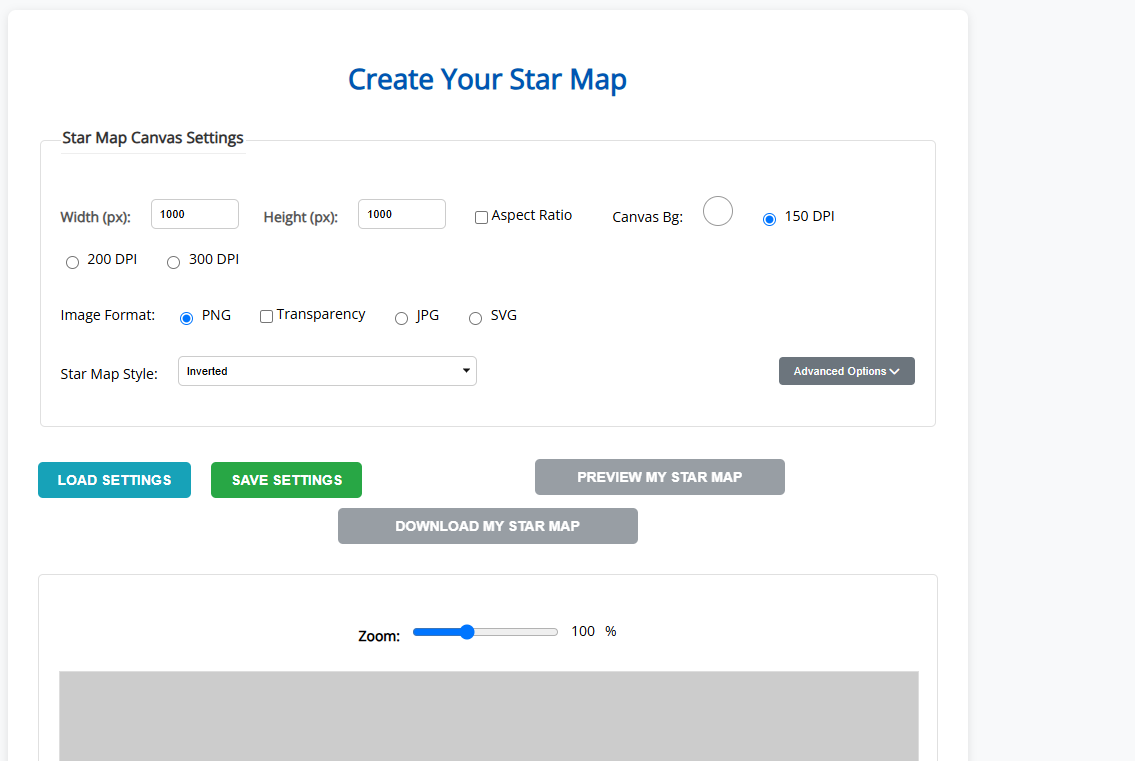 Create Your Star Map
Star Map Canvas Settings
Width (px): 1000 Height (px): 1000 Aspect Ratio Canvas Bg: 150 DPI
200 DPI 300 DPI
Image Format: PNG Transparency JPG SVG
Star Map Style: Inverted Advanced Options
LOAD SETTINGS SAVE SETTINGS PREVIEW MY STAR MAP
DOWNLOAD MY STAR MAP
Zoom: 100 %